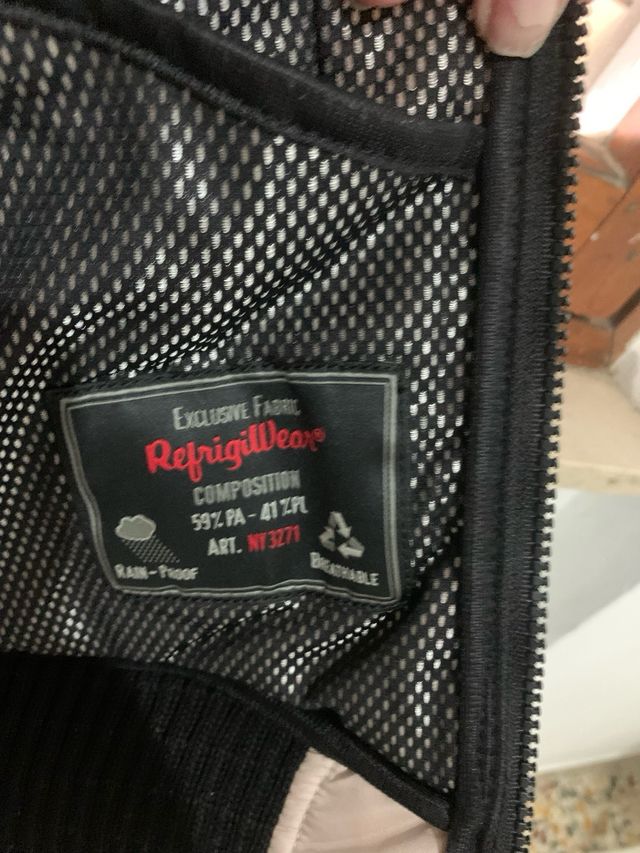 EXCLUSIVE FABRIC
RefrigiWear®
COMPOSITION
59% PA - 41 % PL
ART. NY3271
RAIN-PROOF
BREATHABLE